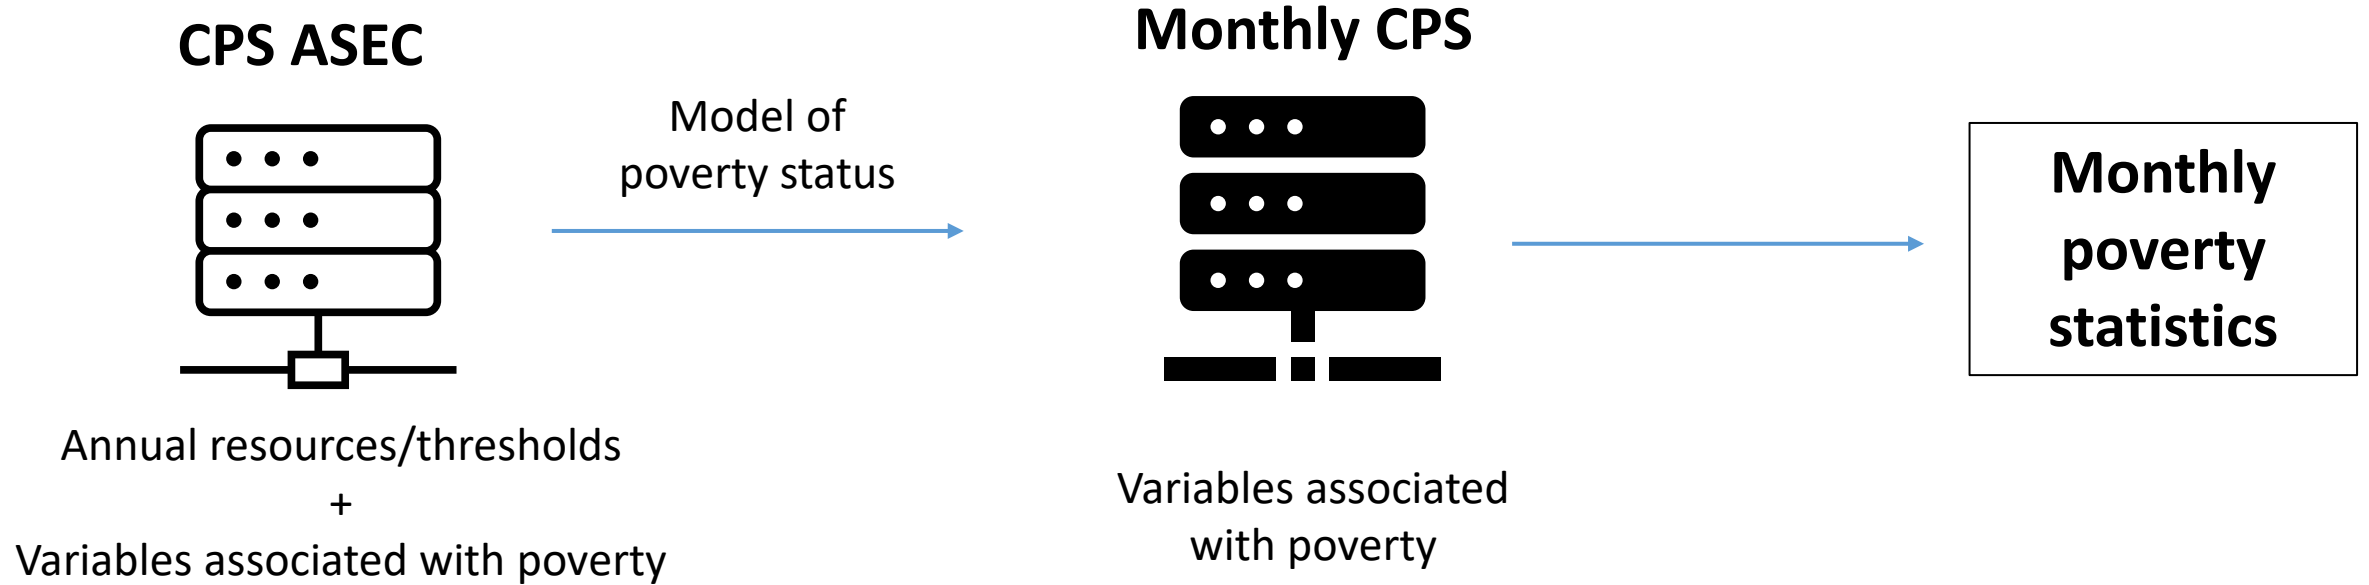 CPS ASEC
Annual resources/thresholds
+
Variables associated with poverty
Model of
poverty status
Monthly CPS
Variables associated
with poverty
Monthly
poverty
statistics